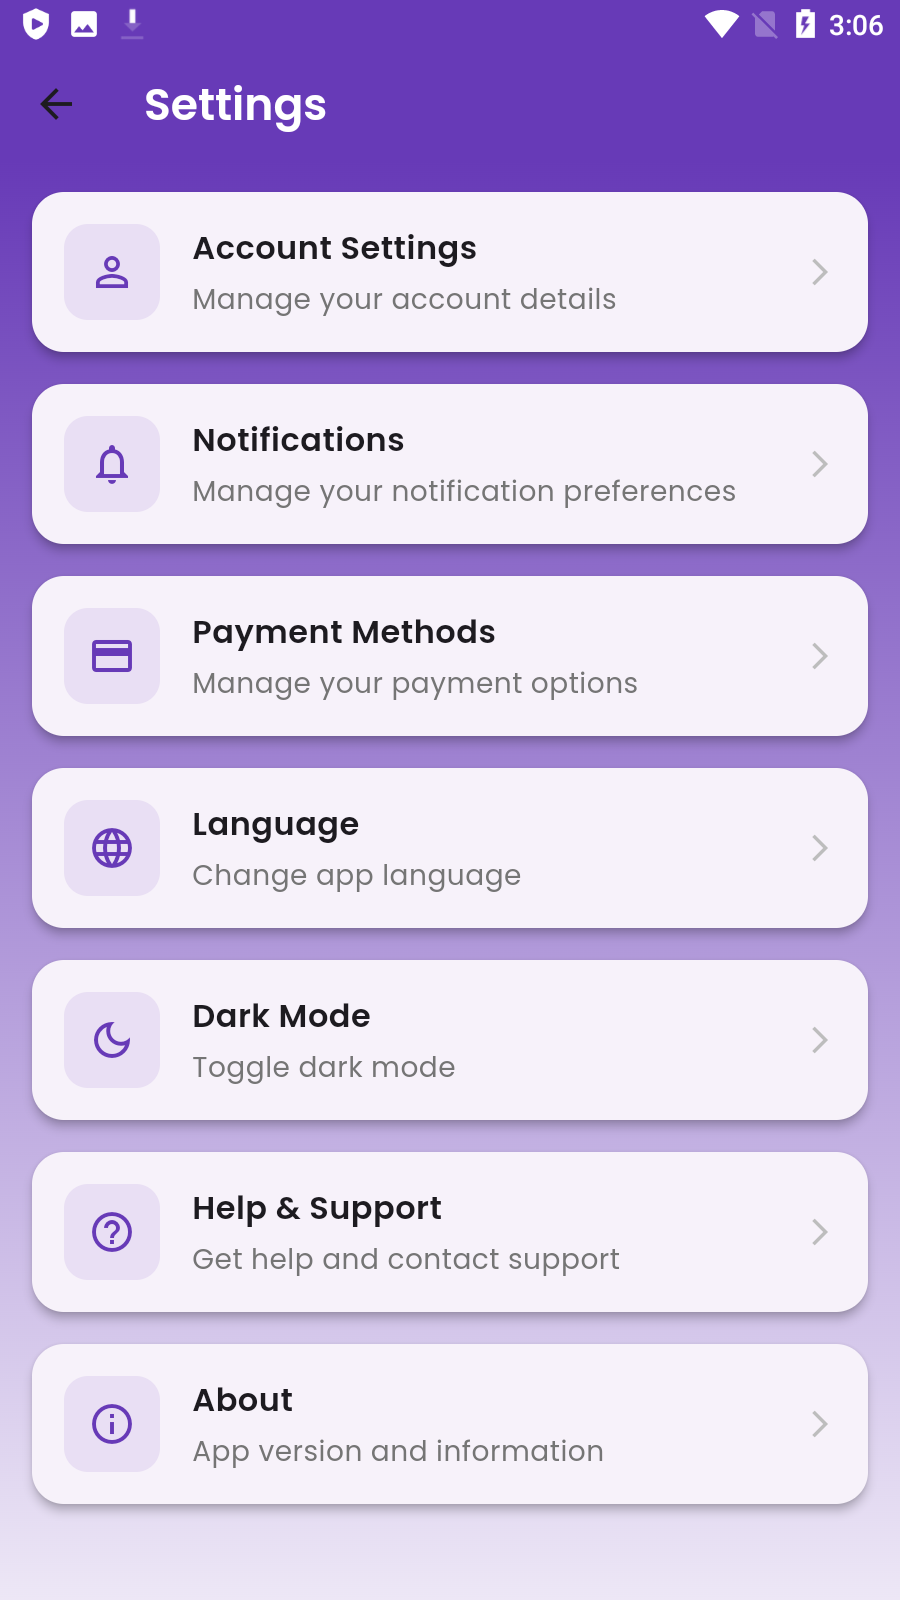 3:06
Settings
Account Settings
Manage your account details
Notifications
Manage your notification preferences
Payment Methods
Manage your payment options
Language
Change app language
Dark Mode
Toggle dark mode
Help & Support
Get help and contact support
About
App version and information